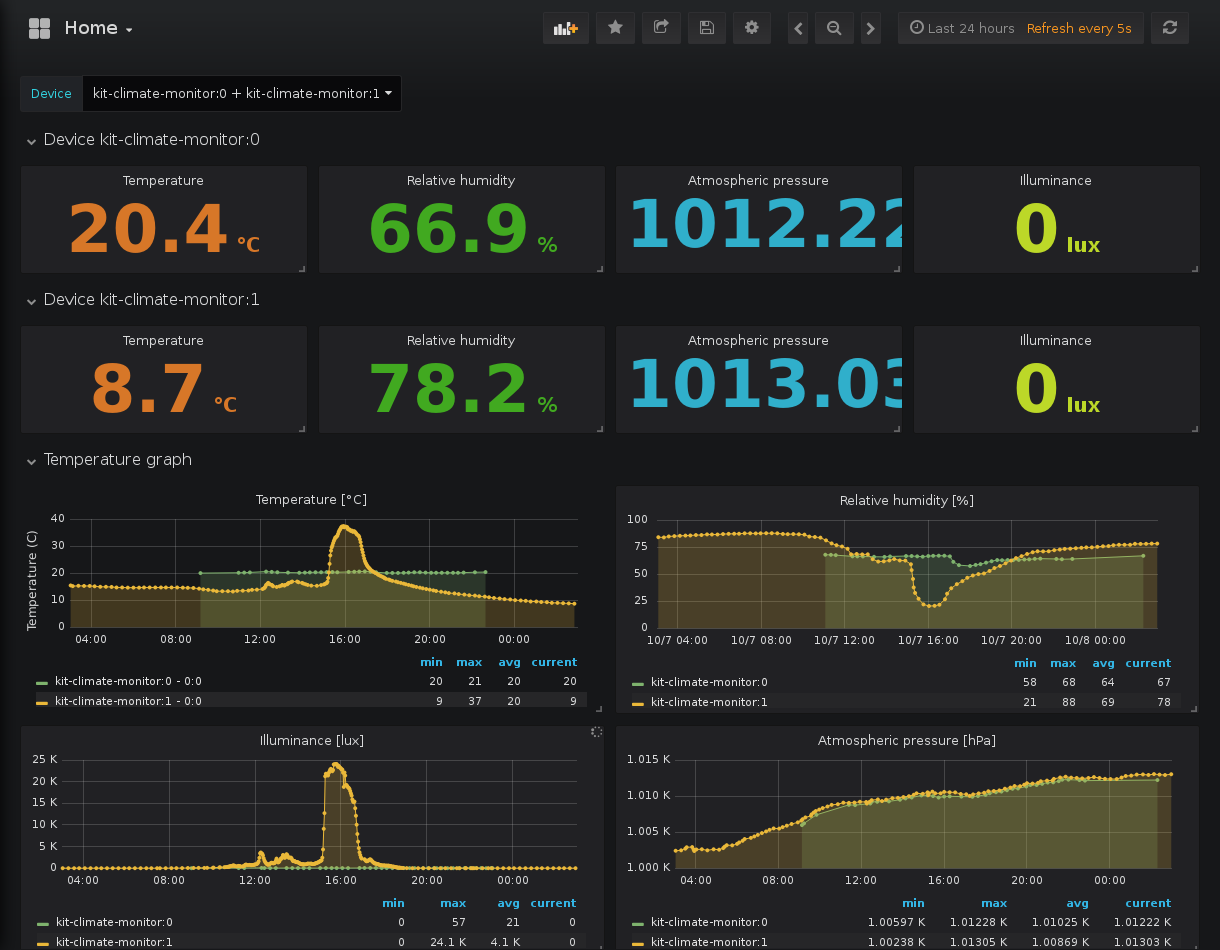 Home
Last 24 hours Refresh every 5s
Device kit-climate-monitor:0 + kit-climate-monitor:1
Device kit-climate-monitor:0
Temperature Relative humidity Atmospheric pressure Illuminance
20.4 °C 66.9 % 1012.22 0 lux
Device kit-climate-monitor:1
Temperature Relative humidity Atmospheric pressure Illuminance
8.7 °C 78.2 % 1013.03 0 lux
Temperature graph
Temperature [°C]
Temperature (C)
40
30
20
10
0
04:00 08:00 12:00 16:00 20:00 00:00
min max avg current
kit-climate-monitor:0 - 0:0 20 21 20 20
kit-climate-monitor:1 - 0:0 9 37 20 9
Relative humidity [%]
100
75
50
25
0
10/7 04:00 10/7 08:00 10/7 12:00 10/7 16:00 10/7 20:00 10/8 00:00
min max avg current
kit-climate-monitor:0 58 68 64 67
kit-climate-monitor:1 21 88 69 78
Illuminance [lux]
25 K
20 K
15 K
10 K
5 K
0
04:00 08:00 12:00 16:00 20:00 00:00
min max avg current
kit-climate-monitor:0 0 57 21 0
kit-climate-monitor:1 0 24.1 K 4.1 K 0
Atmospheric pressure [hPa]
1.015 K
1.010 K
1.005 K
1.000 K
04:00 08:00 12:00 16:00 20:00 00:00
min max avg current
kit-climate-monitor:0 1.00597 K 1.01228 K 1.01025 K 1.01222 K
kit-climate-monitor:1 1.00238 K 1.01305 K 1.00869 K 1.01303 K